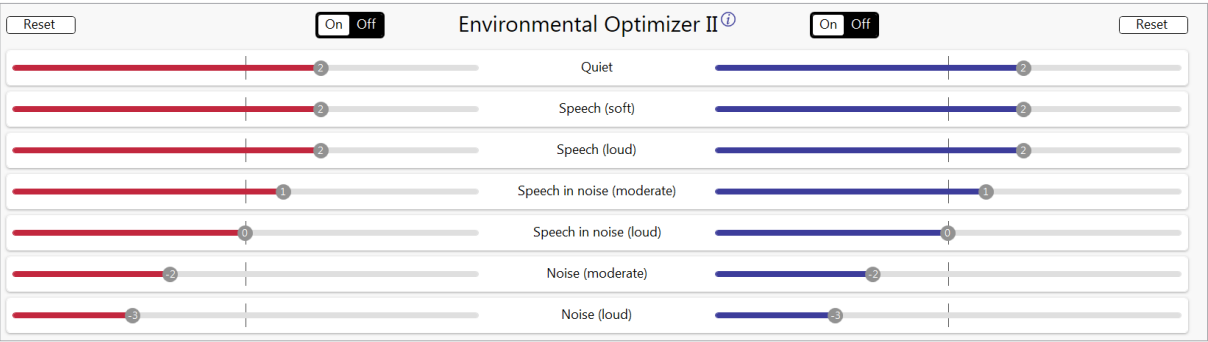 Reset On Off Environmental Optimizer II i On Off Reset
2 Quiet 2
2 Speech (soft) 2
2 Speech (loud) 2
1 Speech in noise (moderate) 1
0 Speech in noise (loud) 0
-2 Noise (moderate) -2
-3 Noise (loud) -3